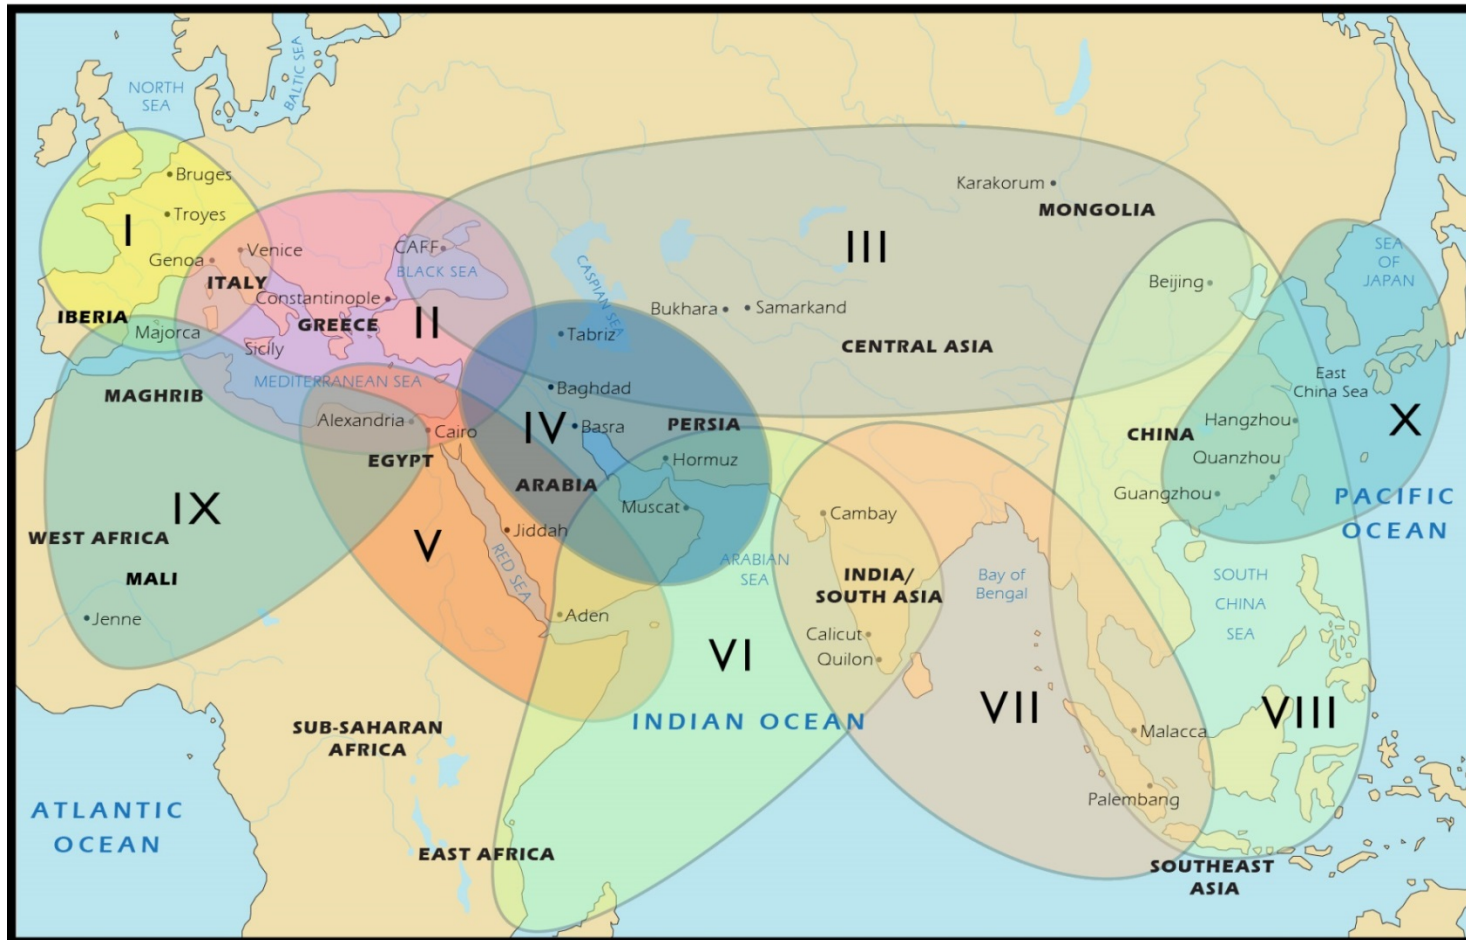 NORTH
SEA
BALTIC SEA
Bruges
Troyes
I
Venice
Genoa
ITALY
IBERIA
Majorca
Sicily
Constantinople
GREECE
CAFF
BLACK SEA
II
MEDITERRANEAN SEA
MAGHRIB
CASPIAN SEA
III
Karakorum
MONGOLIA
Bukhara
Samarkand
CENTRAL ASIA
Beijing
SEA
OF
JAPAN
East
China Sea
X
Hangzhou
Quanzhou
Guangzhou
CHINA
PACIFIC
OCEAN
Tabriz
Baghdad
IV
Basra
PERSIA
Hormuz
ARABIA
Muscat
Alexandria
Cairo
EGYPT
V
Jiddah
RED SEA
Aden
IX
WEST AFRICA
MALI
Jenne
ARABIAN
SEA
Cambay
INDIA/
SOUTH ASIA
Calicut
Quilon
Bay of
Bengal
VI
INDIAN OCEAN
VII
SOUTH
CHINA
SEA
VIII
Malacca
Palembang
SOUTHEAST
ASIA
SUB-SAHARAN
AFRICA
EAST AFRICA
ATLANTIC
OCEAN